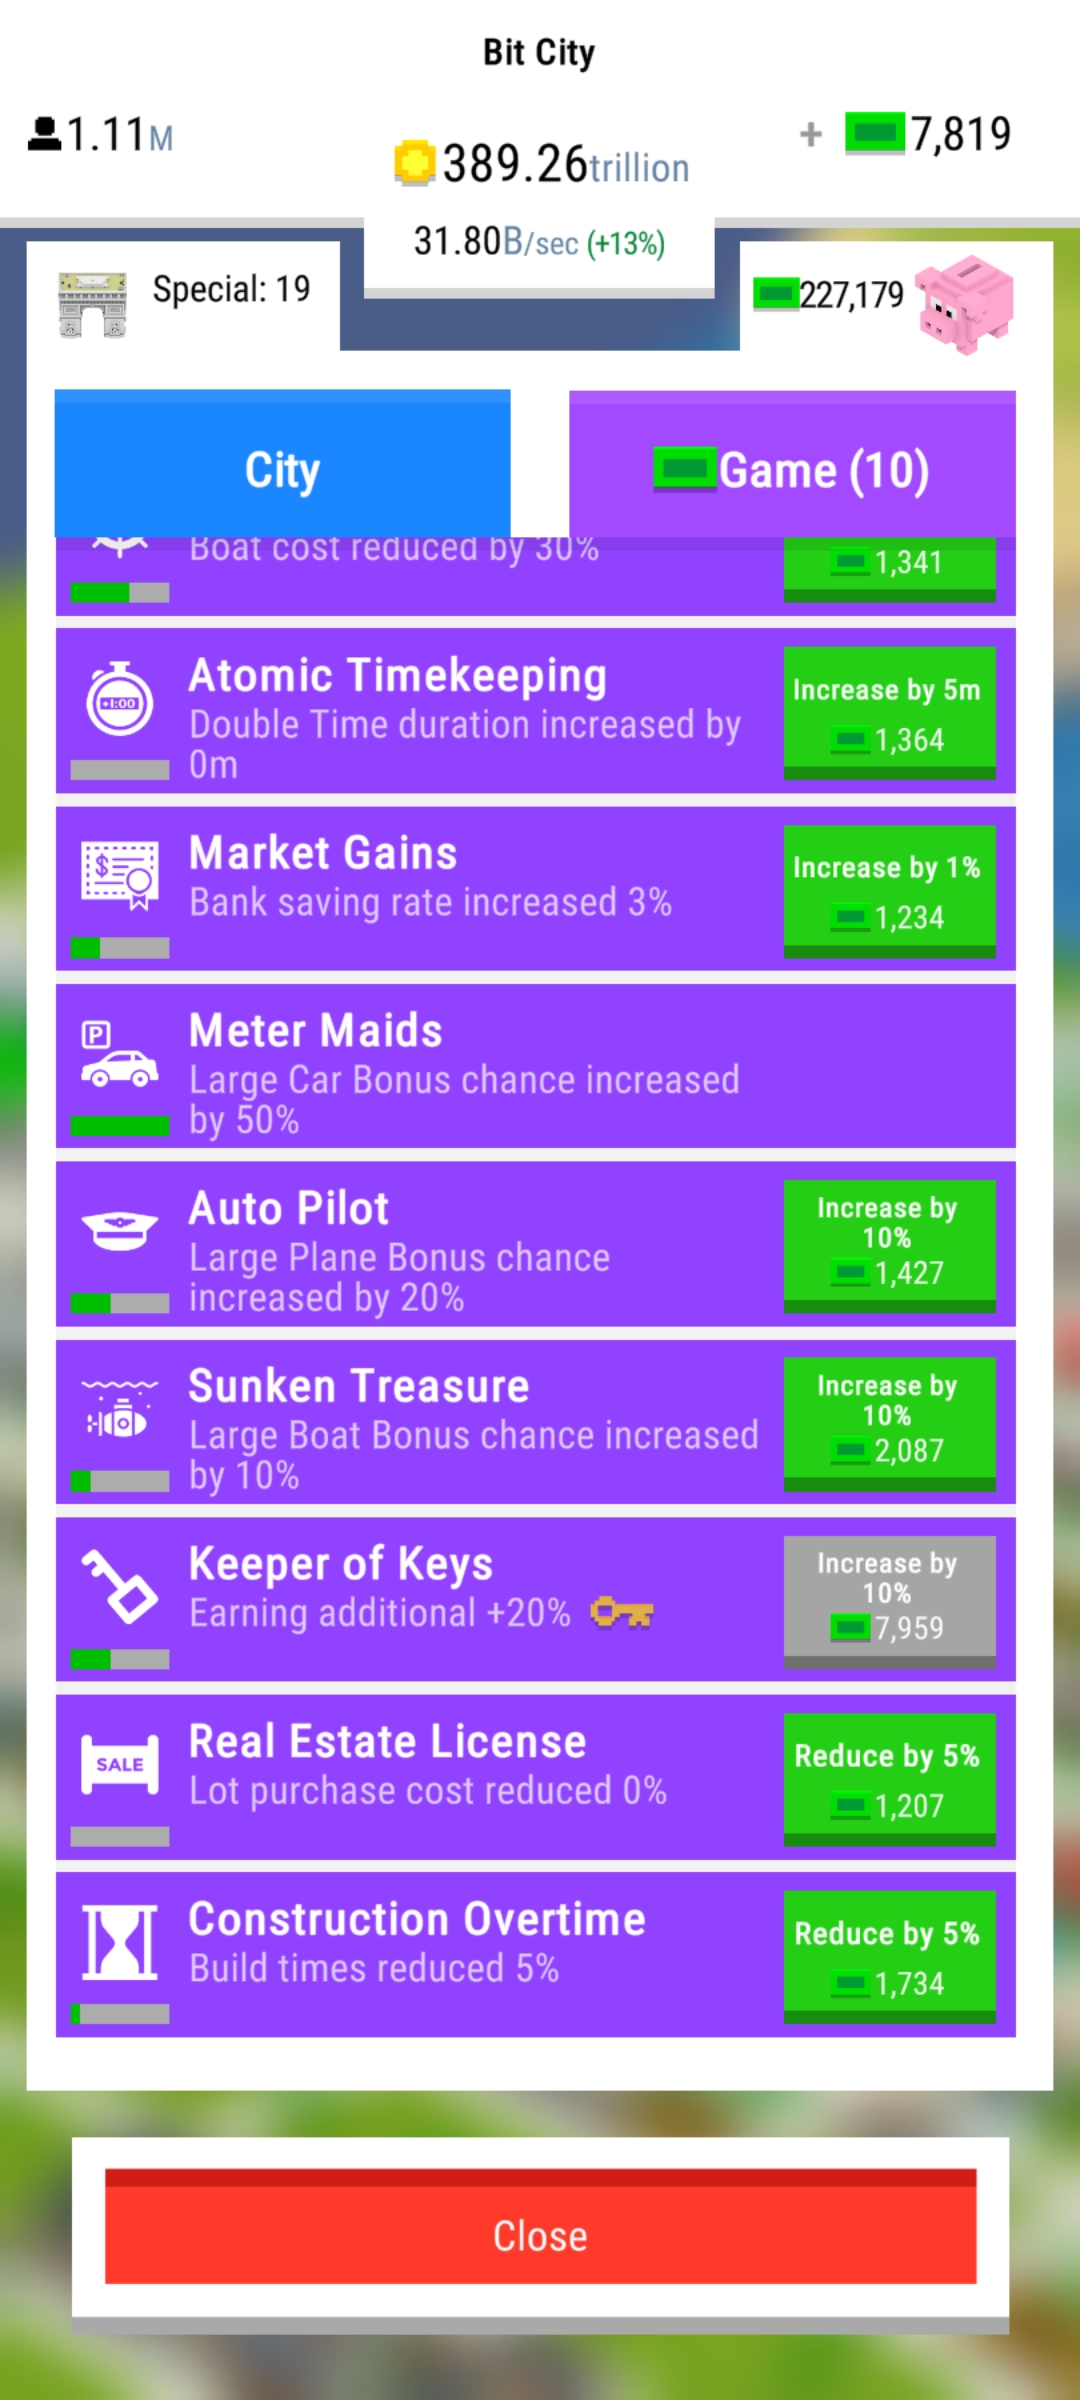 Bit City
1.11M
+ 7,819
389.26trillion
31.80B/sec (+13%)
Special: 19
227,179
City
Game (10)
Boat cost reduced by 30%
1,341
+1:00
Atomic Timekeeping
Double Time duration increased by
0m
Increase by 5m
1,364
$
Market Gains
Bank saving rate increased 3%
Increase by 1%
1,234
P
Meter Maids
Large Car Bonus chance increased
by 50%
Auto Pilot
Large Plane Bonus chance
increased by 20%
Increase by
10%
1,427
Sunken Treasure
Large Boat Bonus chance increased
by 10%
Increase by
10%
2,087
Keeper of Keys
Earning additional +20%
Increase by
10%
7,959
SALE
Real Estate License
Lot purchase cost reduced 0%
Reduce by 5%
1,207
Construction Overtime
Build times reduced 5%
Reduce by 5%
1,734
Close